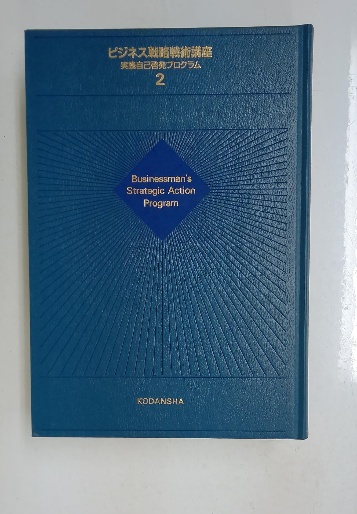 ビジネス戦略戦術講座
実践自己啓発プログラム
2
Businessman's
Strategic Action
Program
KODANSHA